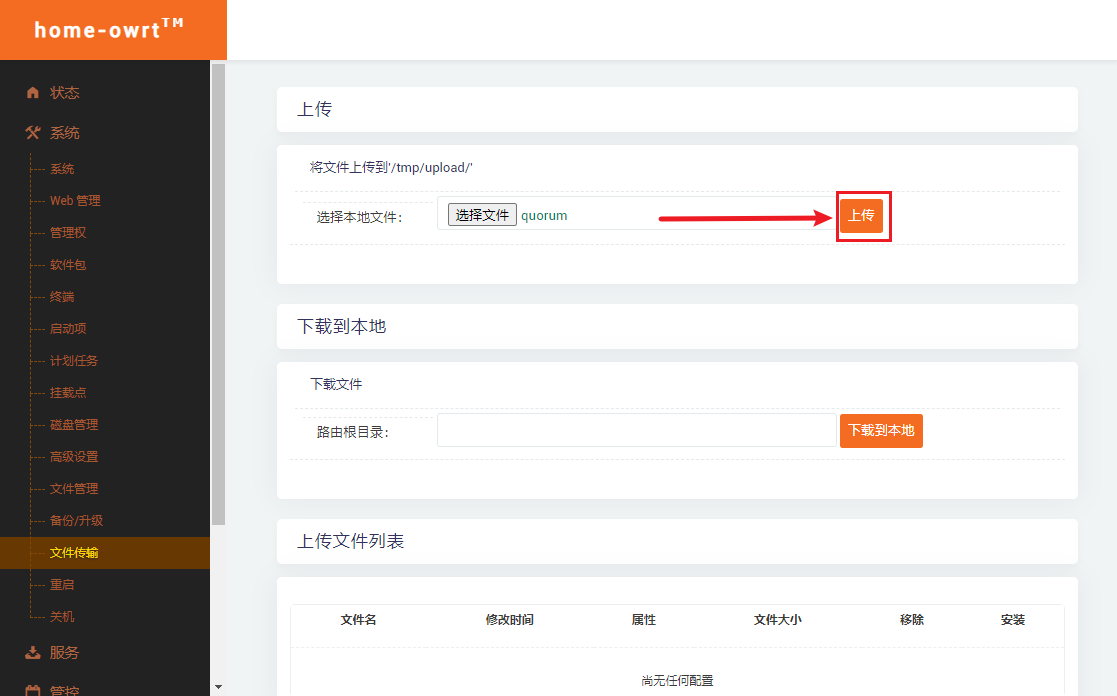 home-owrt™
状态
系统
系统
Web 管理
管理权
软件包
终端
启动项
计划任务
挂载点
磁盘管理
高级设置
文件管理
备份/升级
文件传输
重启
关机
服务
管控
上传
将文件上传到'/tmp/upload/'
选择本地文件： 选择文件 quorum 上传
下载到本地
下载文件
路由根目录： 下载到本地
上传文件列表
文件名 修改时间 属性 文件大小 移除 安装
尚无任何配置